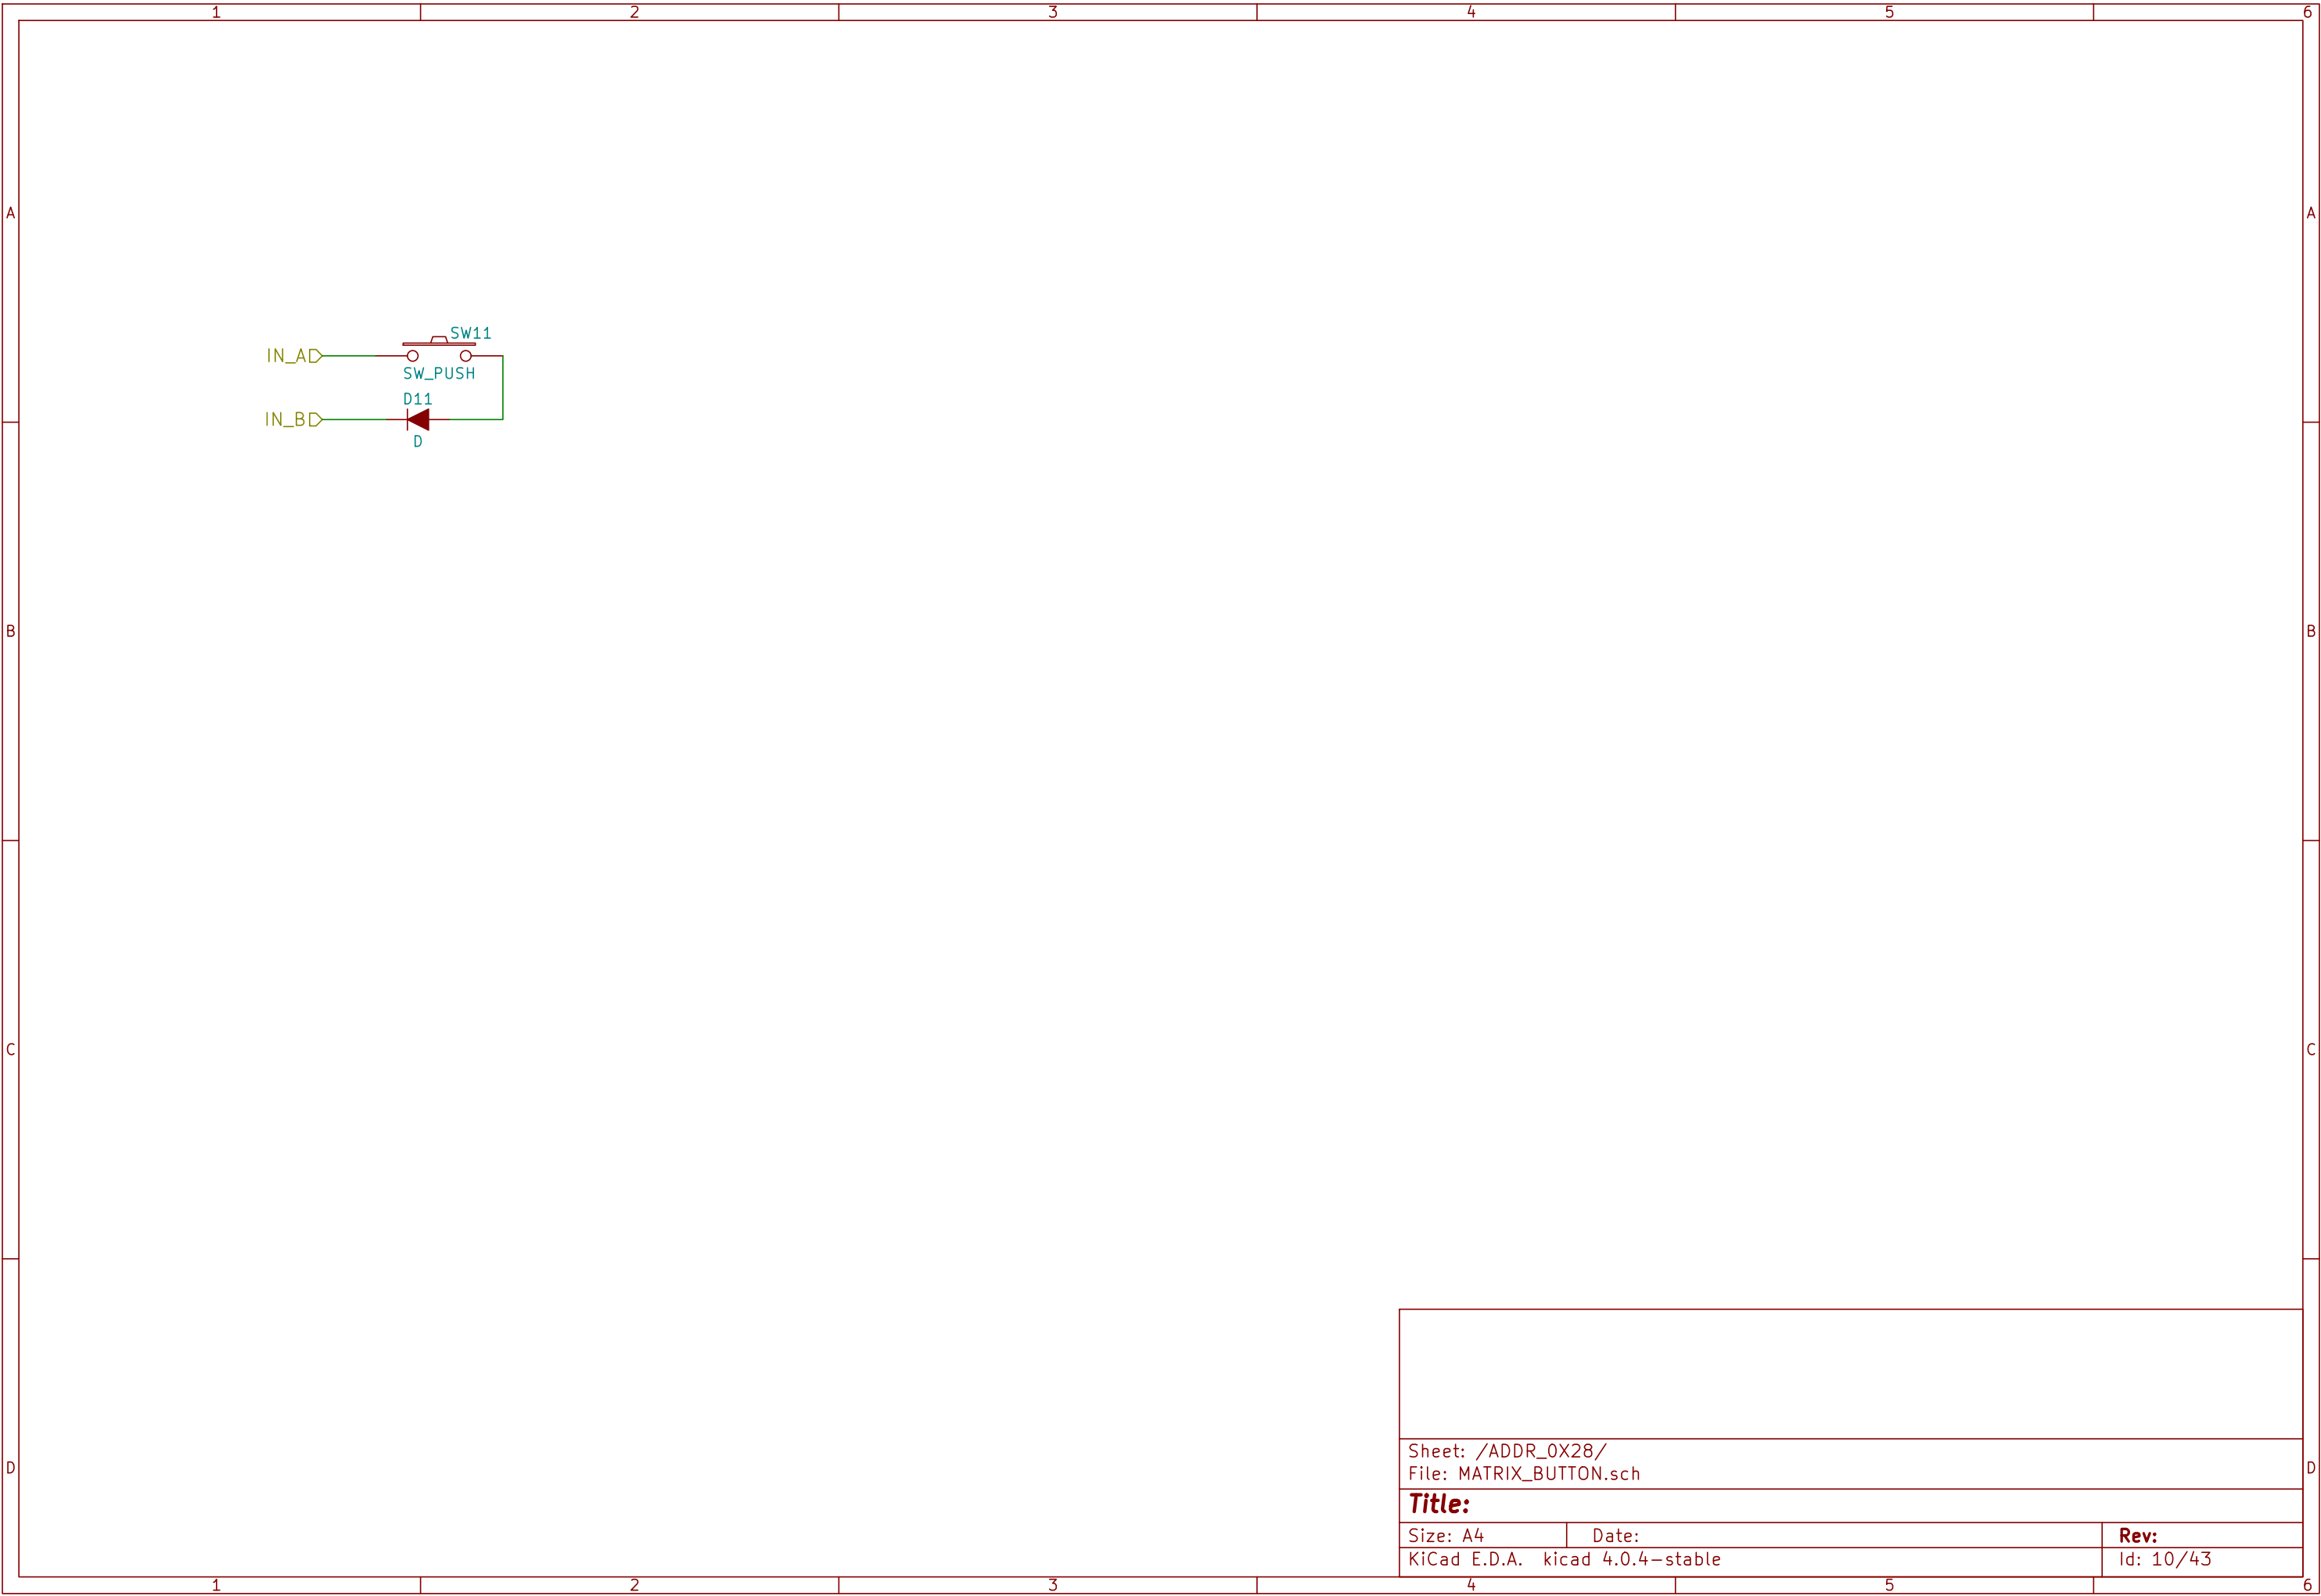 1 2 3 4 5 6
A A
SW11
IN_A
SW_PUSH
D11
IN_B
D
B B
C C
Sheet: /ADDR_0X28/
File: MATRIX_BUTTON.sch
D D
Title:
Size: A4 Date: Rev:
KiCad E.D.A. kicad 4.0.4-stable Id: 10/43
1 2 3 4 5 6